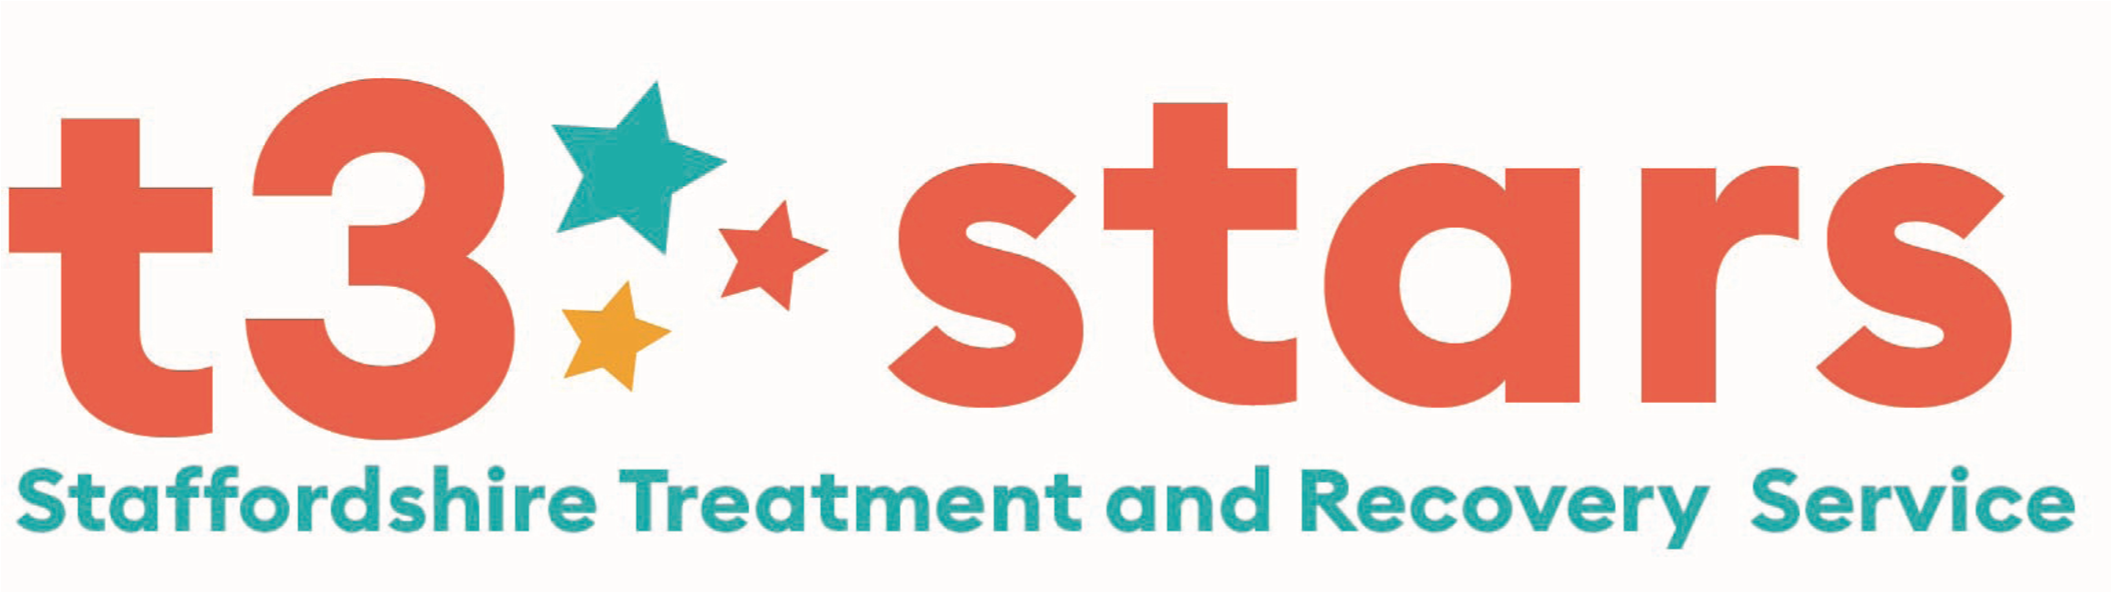 t3 stars
Staffordshire Treatment and Recovery Service